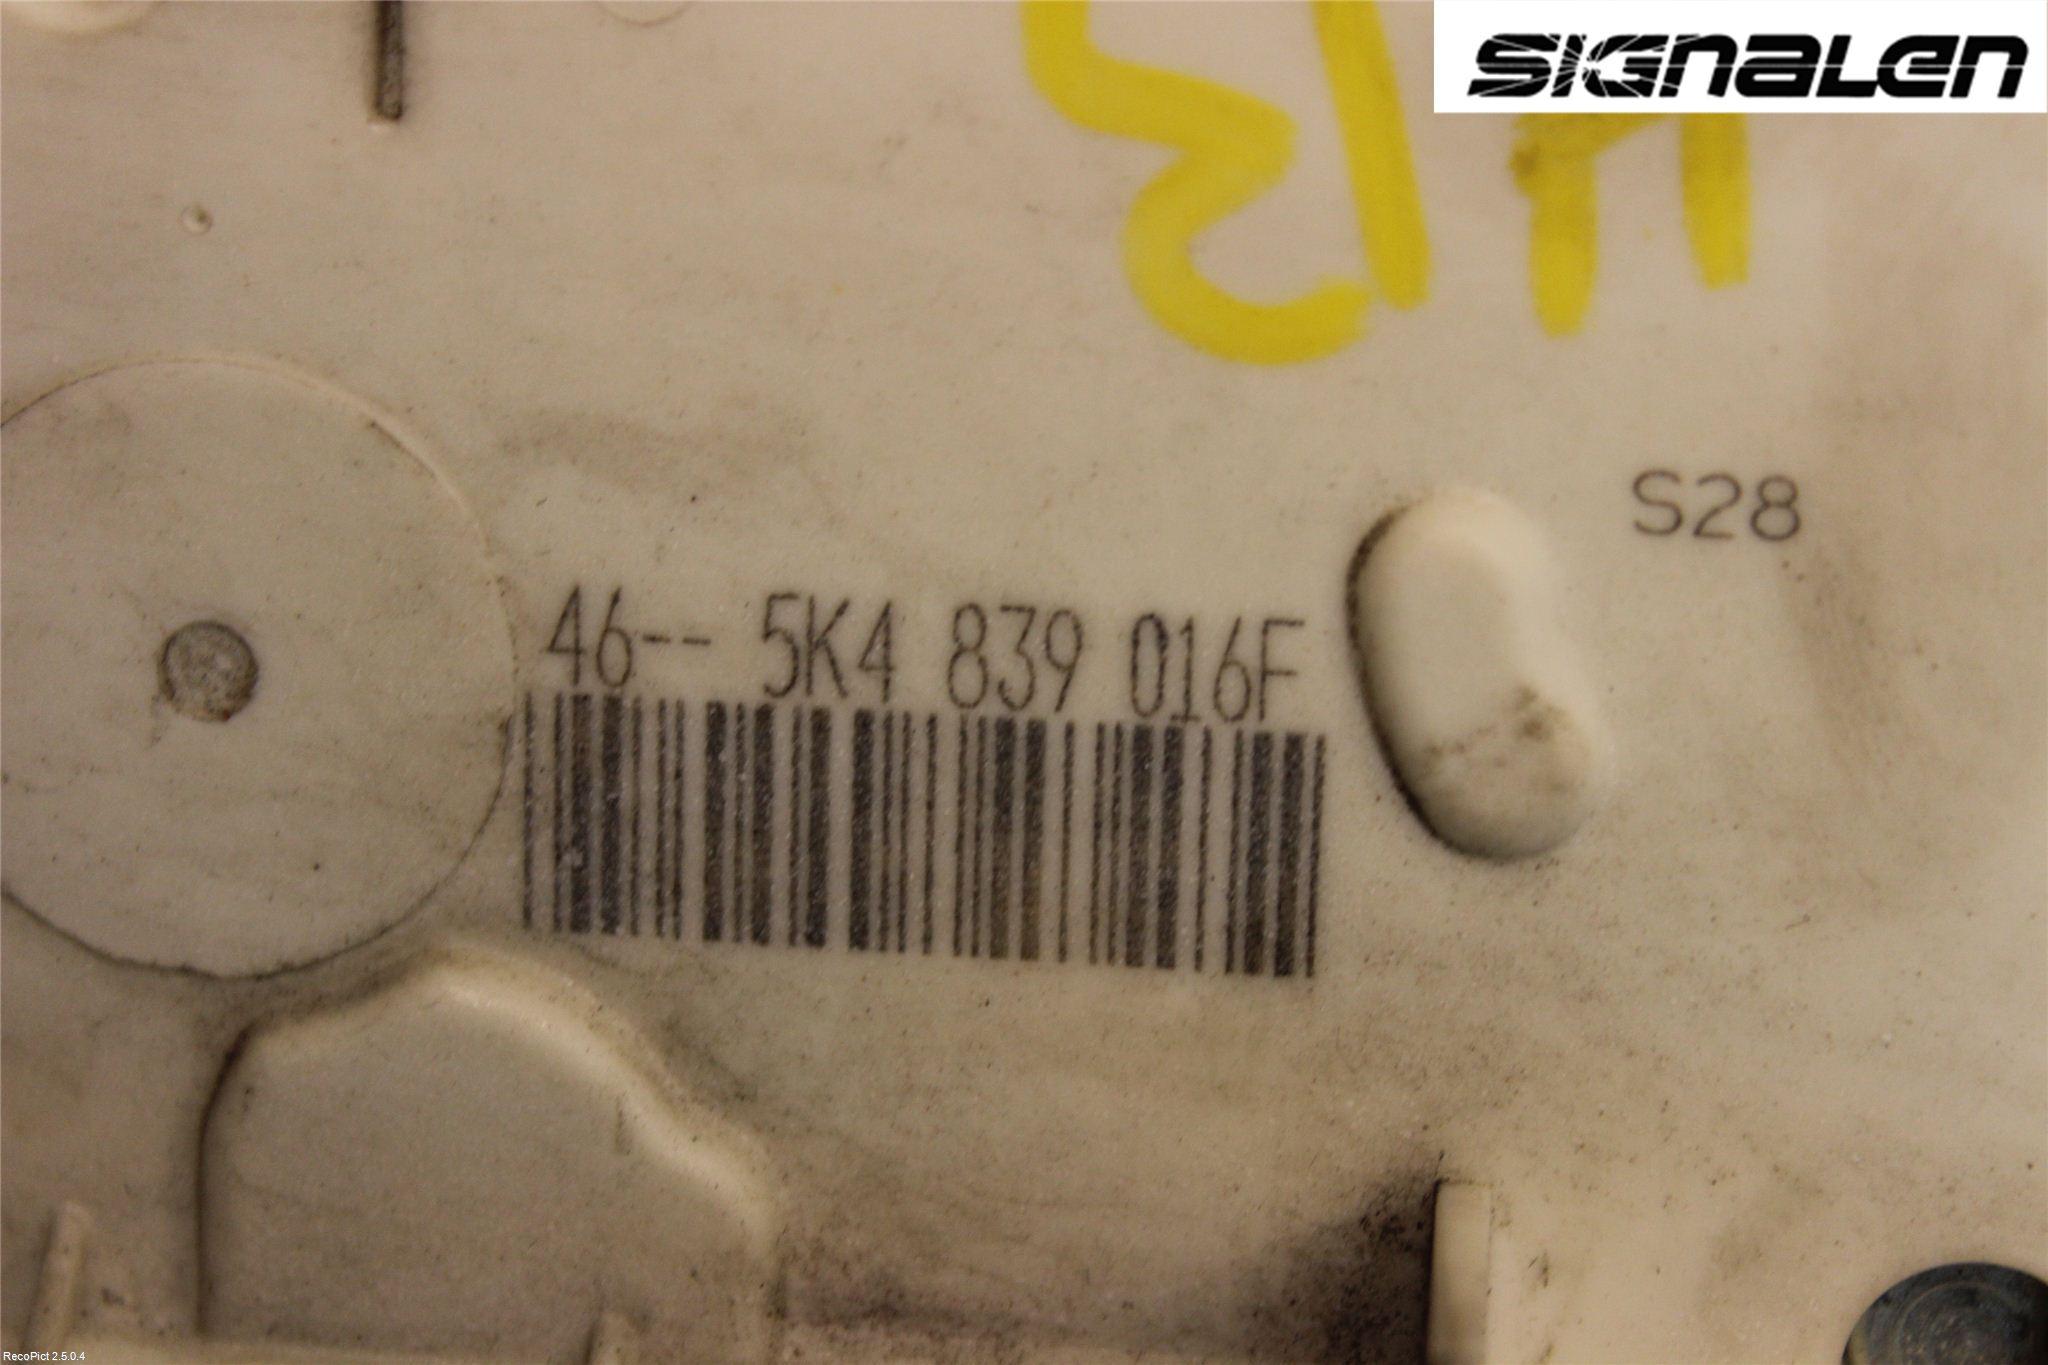 SIGNALEN
S28
46-- 5K4 839 016F
RecoPict 2.5.0.4